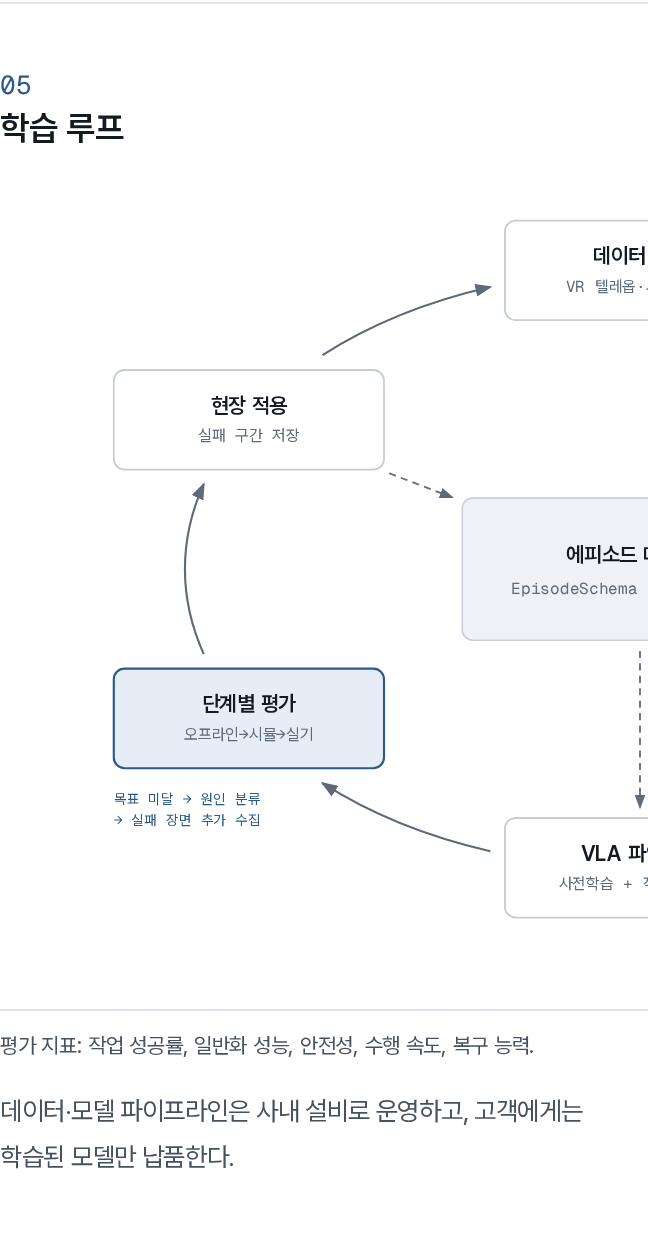 05
학습 루프
데이터
VR 텔레옵·
현장 적용
실패 구간 저장
에피소드
EpisodeSchema
단계별 평가
오프라인→시뮬→실기
목표 미달 → 원인 분류
→ 실패 장면 추가 수집
VLA
사전학습 +
평가 지표: 작업 성공률, 일반화 성능, 안전성, 수행 속도, 복구 능력.
데이터·모델 파이프라인은 사내 설비로 운영하고, 고객에게는
학습된 모델만 납품한다.